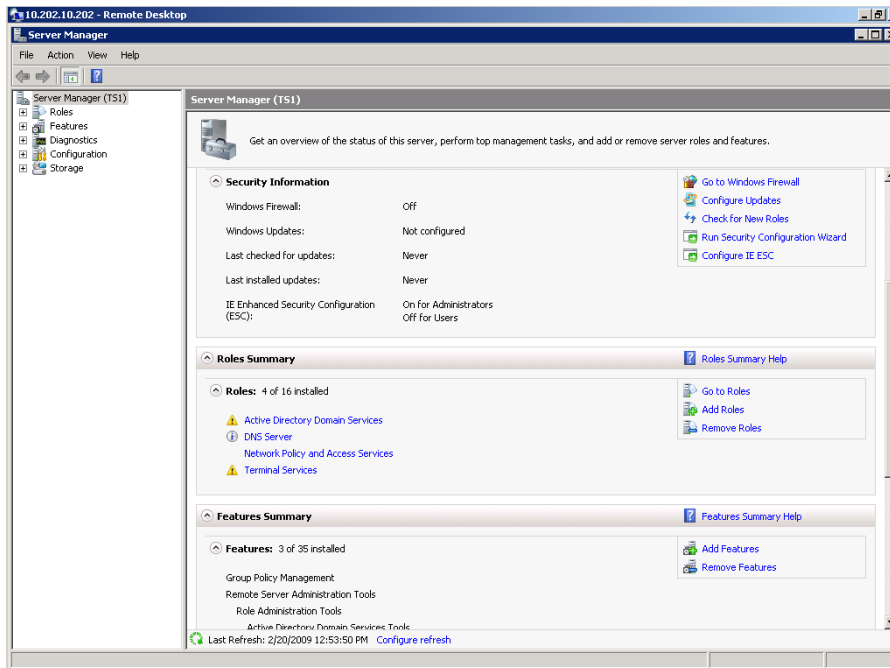 10.202.10.202 - Remote Desktop
Server Manager
File Action View Help
Server Manager (TS1)
Roles
Features
Diagnostics
Configuration
Storage
Server Manager (TS1)
Get an overview of the status of this server, perform top management tasks, and add or remove server roles and features.
Security Information
Go to Windows Firewall
Windows Firewall: Off
Configure Updates
Windows Updates: Not configured
Check for New Roles
Run Security Configuration Wizard
Last checked for updates: Never
Configure IE ESC
Last installed updates: Never
IE Enhanced Security Configuration On for Administrators
(ESC): Off for Users
Roles Summary
Roles Summary Help
Roles: 4 of 16 installed
Go to Roles
Add Roles
Remove Roles
Active Directory Domain Services
DNS Server
Network Policy and Access Services
Terminal Services
Features Summary
Features Summary Help
Features: 3 of 35 installed
Add Features
Remove Features
Group Policy Management
Remote Server Administration Tools
Role Administration Tools
Active Directory Domain Services Tools
Last Refresh: 2/20/2009 12:53:50 PM Configure refresh